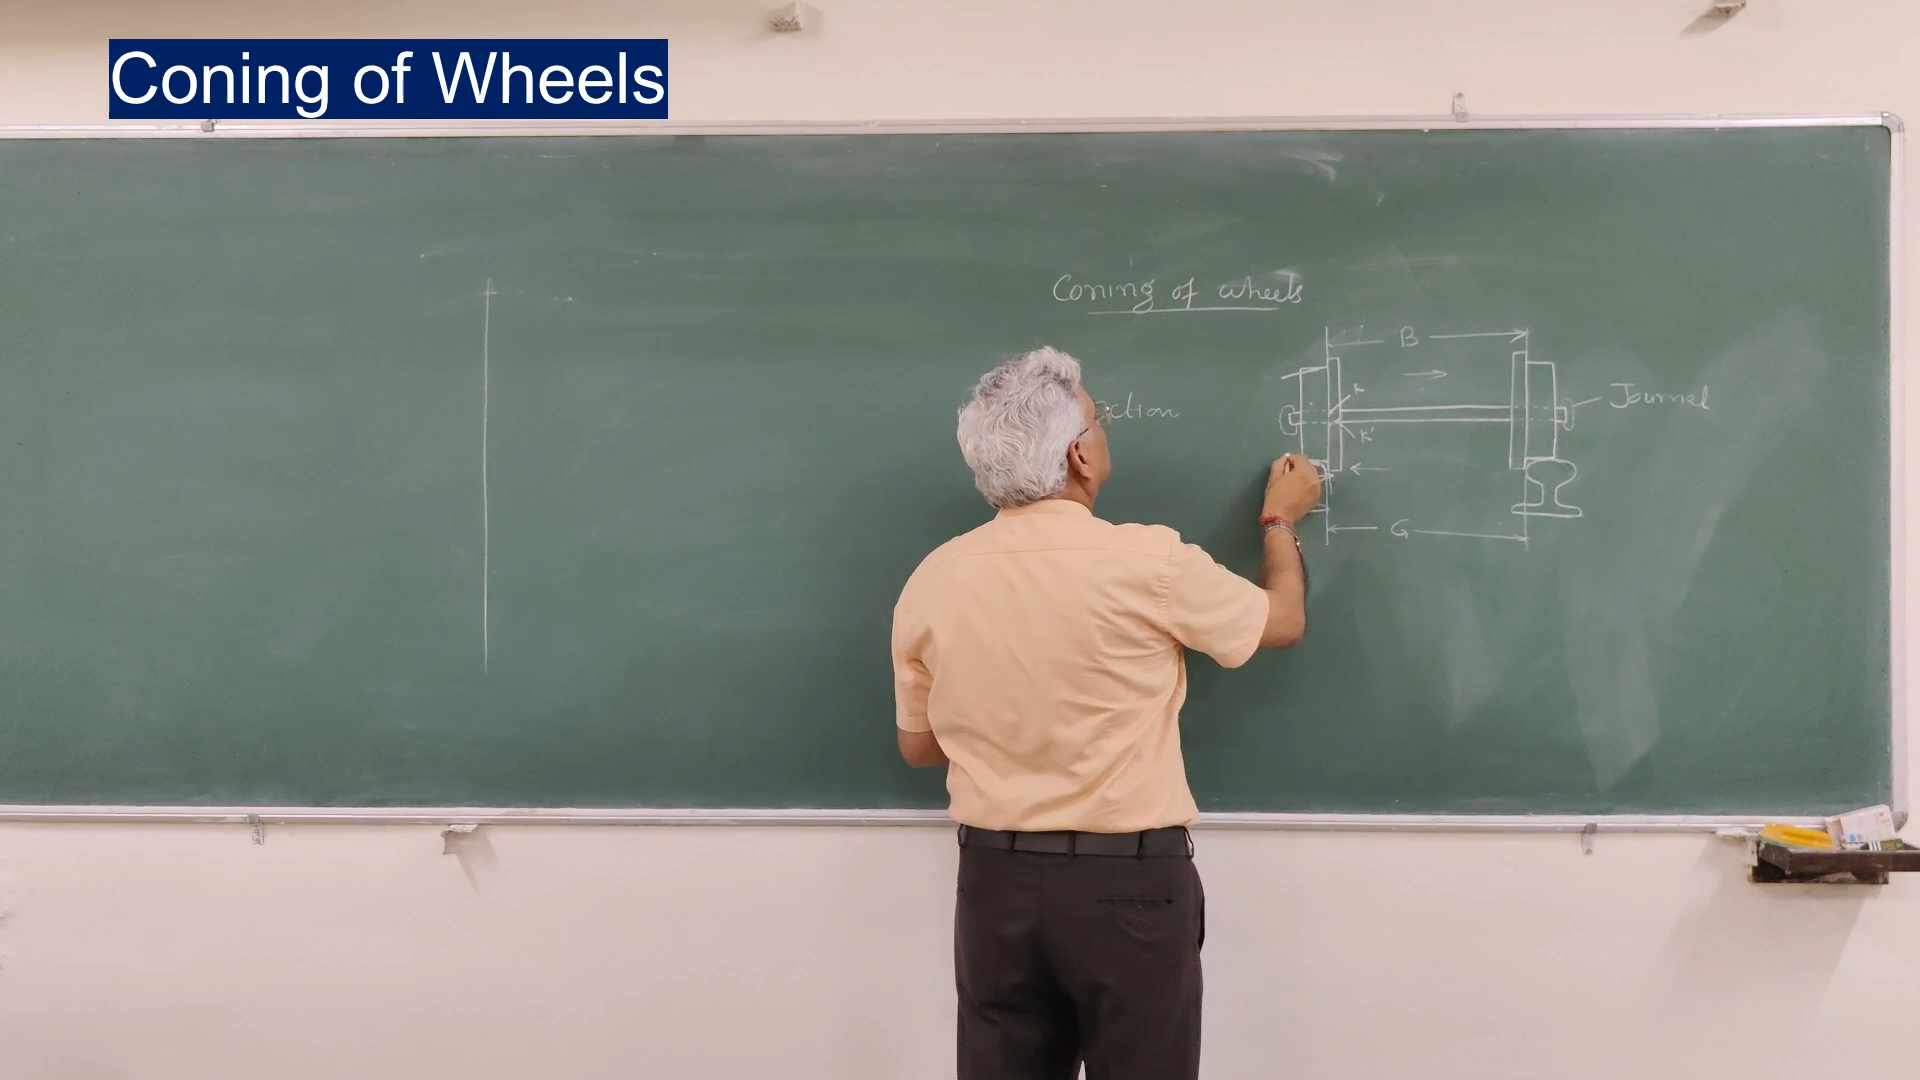 Coning of Wheels
Coning of wheels
B
K
Journal
K'
G